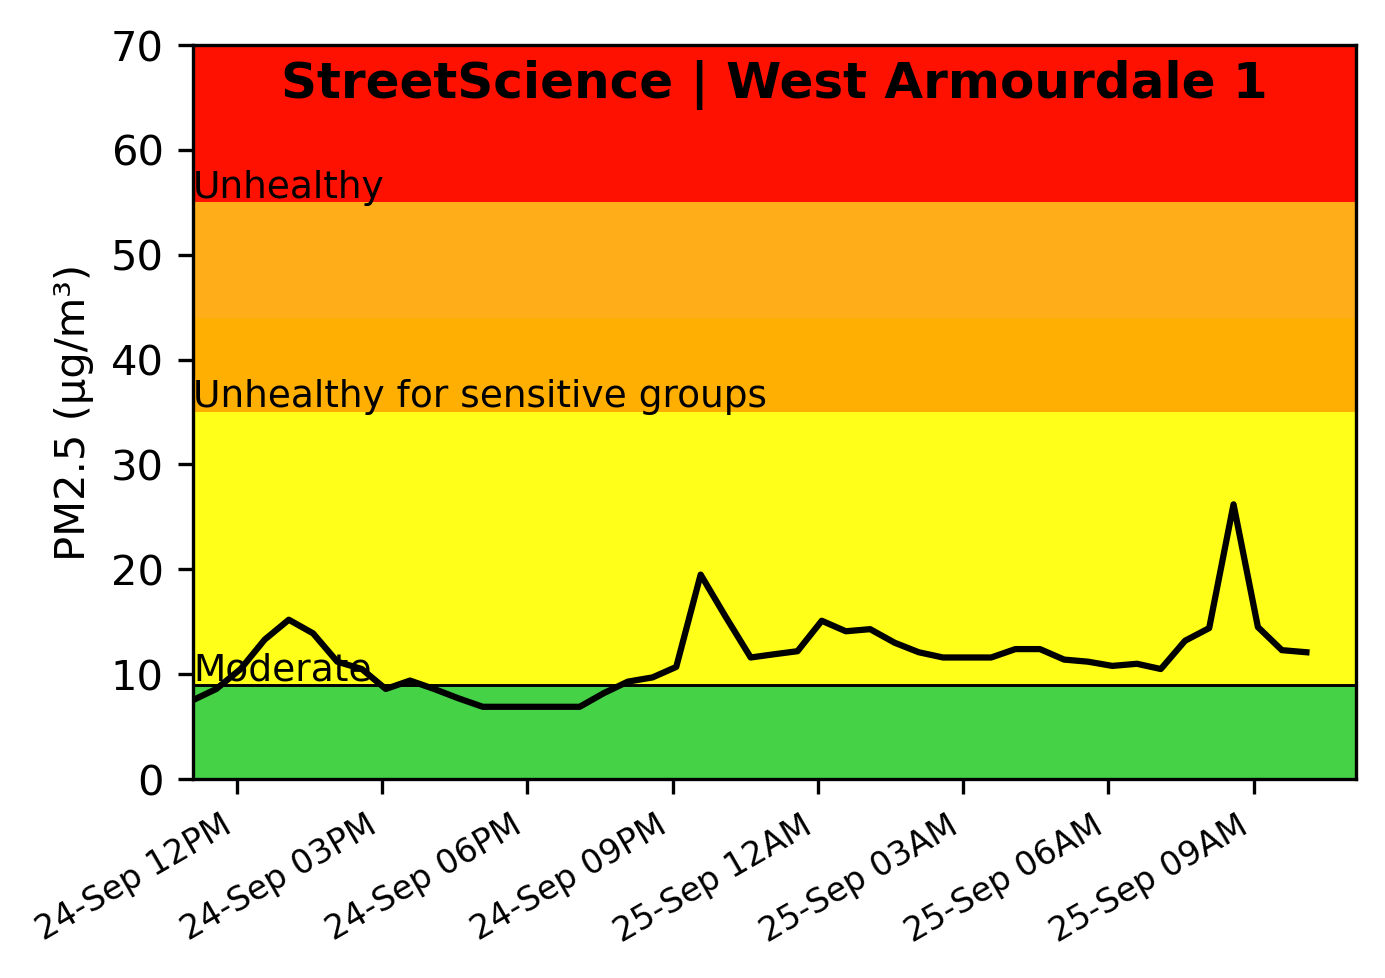 StreetScience | West Armourdale 1
PM2.5 (µg/m³)
70
60
50
40
30
20
10
0
Unhealthy
Unhealthy for sensitive groups
Moderate
24-Sep 12PM
24-Sep 03PM
24-Sep 06PM
24-Sep 09PM
25-Sep 12AM
25-Sep 03AM
25-Sep 06AM
25-Sep 09AM